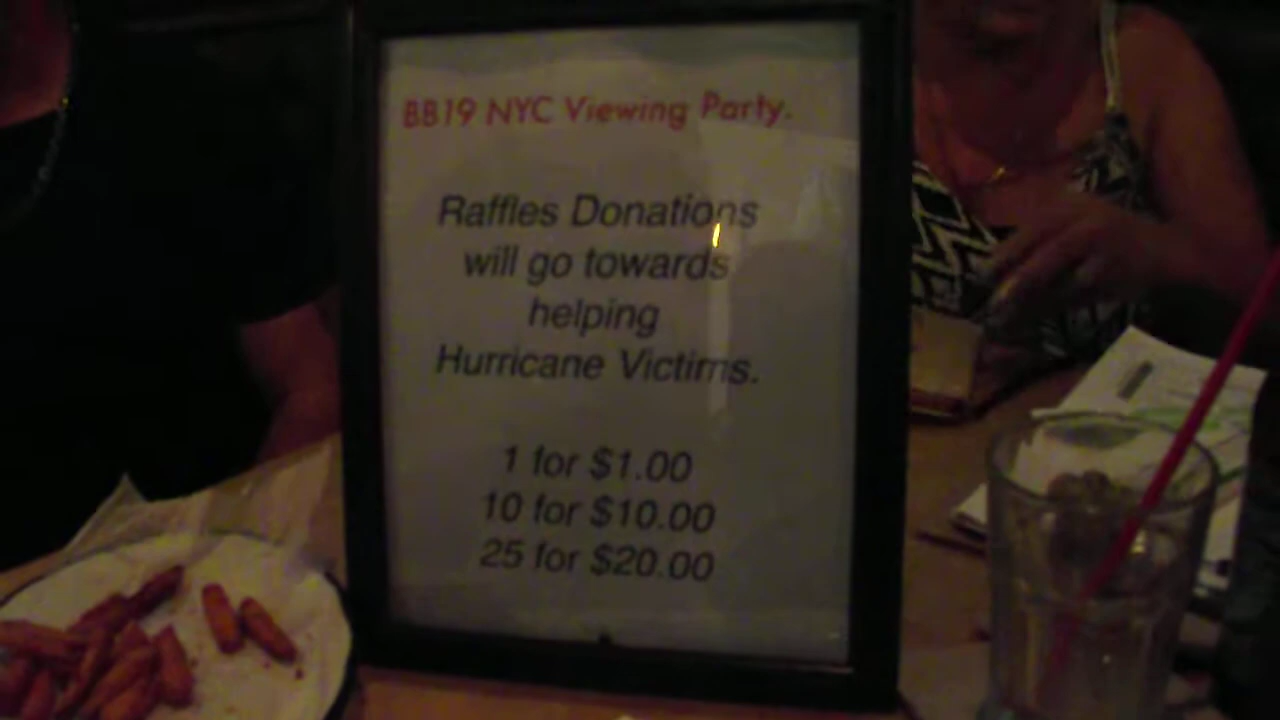 BB19 NYC Viewing Party.
Raffles Donations
will go towards
helping
Hurricane Victims.
1 for $1.00
10 for $10.00
25 for $20.00